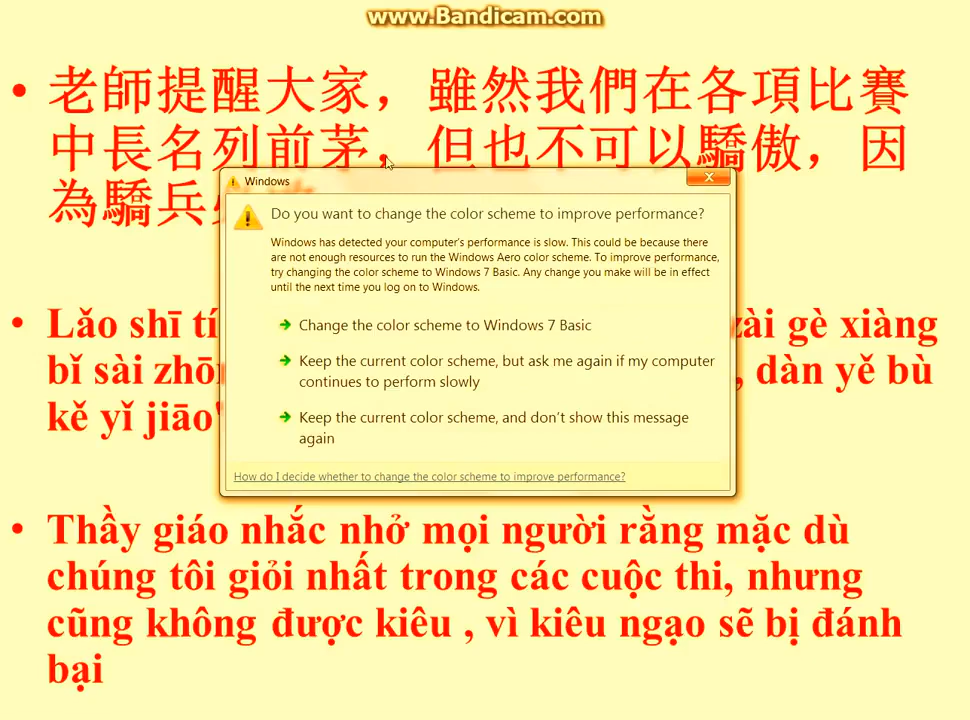 www.Bandicam.com
• 老師提醒大家，雖然我們在各項比賽
中長名列前茅，但也不可以驕傲，因
為驕兵
Windows
Do you want to change the color scheme to improve performance?
Windows has detected your computer's performance is slow. This could be because there
are not enough resources to run the Windows Aero color scheme. To improve performance,
try changing the color scheme to Windows 7 Basic. Any change you make will be in effect
until the next time you log on to Windows.
Change the color scheme to Windows 7 Basic
Keep the current color scheme, but ask me again if my computer
continues to perform slowly
Keep the current color scheme, and don't show this message
again
How do I decide whether to change the color scheme to improve performance?
• Lǎo shī zài gè xiàng
bǐ sài , dàn yě bù
kě yǐ
• Thầy giáo nhắc nhở mọi người rằng mặc dù
chúng tôi giỏi nhất trong các cuộc thi, nhưng
cũng không được kiêu , vì kiêu ngạo sẽ bị đánh
bại